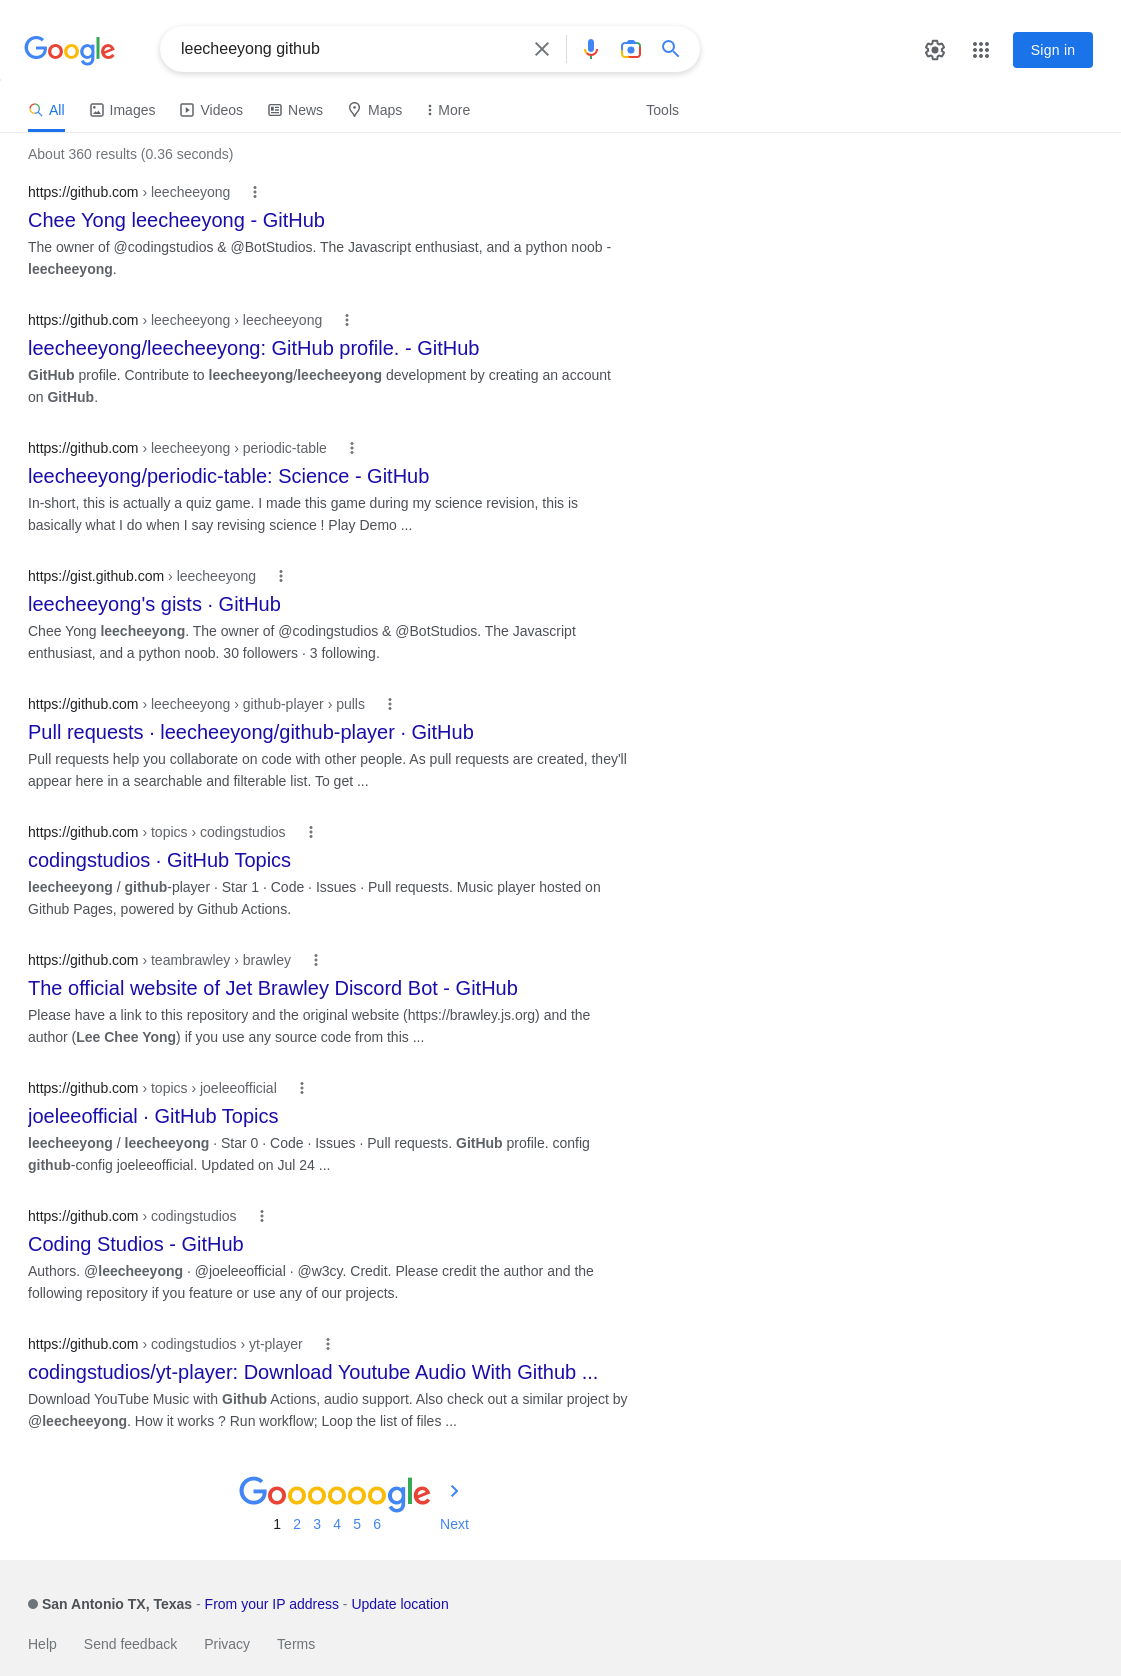 Google
leecheeyong github
Sign in
All Images Videos News Maps More Tools
About 360 results (0.36 seconds)
https://github.com › leecheeyong
Chee Yong leecheeyong - GitHub
The owner of @codingstudios & @BotStudios. The Javascript enthusiast, and a python noob -
leecheeyong.
https://github.com › leecheeyong › leecheeyong
leecheeyong/leecheeyong: GitHub profile. - GitHub
GitHub profile. Contribute to leecheeyong/leecheeyong development by creating an account
on GitHub.
https://github.com › leecheeyong › periodic-table
leecheeyong/periodic-table: Science - GitHub
In-short, this is actually a quiz game. I made this game during my science revision, this is
basically what I do when I say revising science ! Play Demo ...
https://gist.github.com › leecheeyong
leecheeyong's gists · GitHub
Chee Yong leecheeyong. The owner of @codingstudios & @BotStudios. The Javascript
enthusiast, and a python noob. 30 followers · 3 following.
https://github.com › leecheeyong › github-player › pulls
Pull requests · leecheeyong/github-player · GitHub
Pull requests help you collaborate on code with other people. As pull requests are created, they'll
appear here in a searchable and filterable list. To get ...
https://github.com › topics › codingstudios
codingstudios · GitHub Topics
leecheeyong / github-player · Star 1 · Code · Issues · Pull requests. Music player hosted on
Github Pages, powered by Github Actions.
https://github.com › teambrawley › brawley
The official website of Jet Brawley Discord Bot - GitHub
Please have a link to this repository and the original website (https://brawley.js.org) and the
author (Lee Chee Yong) if you use any source code from this ...
https://github.com › topics › joeleeofficial
joeleeofficial · GitHub Topics
leecheeyong / leecheeyong · Star 0 · Code · Issues · Pull requests. GitHub profile. config
github-config joeleeofficial. Updated on Jul 24 ...
https://github.com › codingstudios
Coding Studios - GitHub
Authors. @leecheeyong · @joeleeofficial · @w3cy. Credit. Please credit the author and the
following repository if you feature or use any of our projects.
https://github.com › codingstudios › yt-player
codingstudios/yt-player: Download Youtube Audio With Github ...
Download YouTube Music with Github Actions, audio support. Also check out a similar project by
@leecheeyong. How it works ? Run workflow; Loop the list of files ...
Goooooogle
1 2 3 4 5 6 Next
San Antonio TX, Texas - From your IP address - Update location
Help Send feedback Privacy Terms